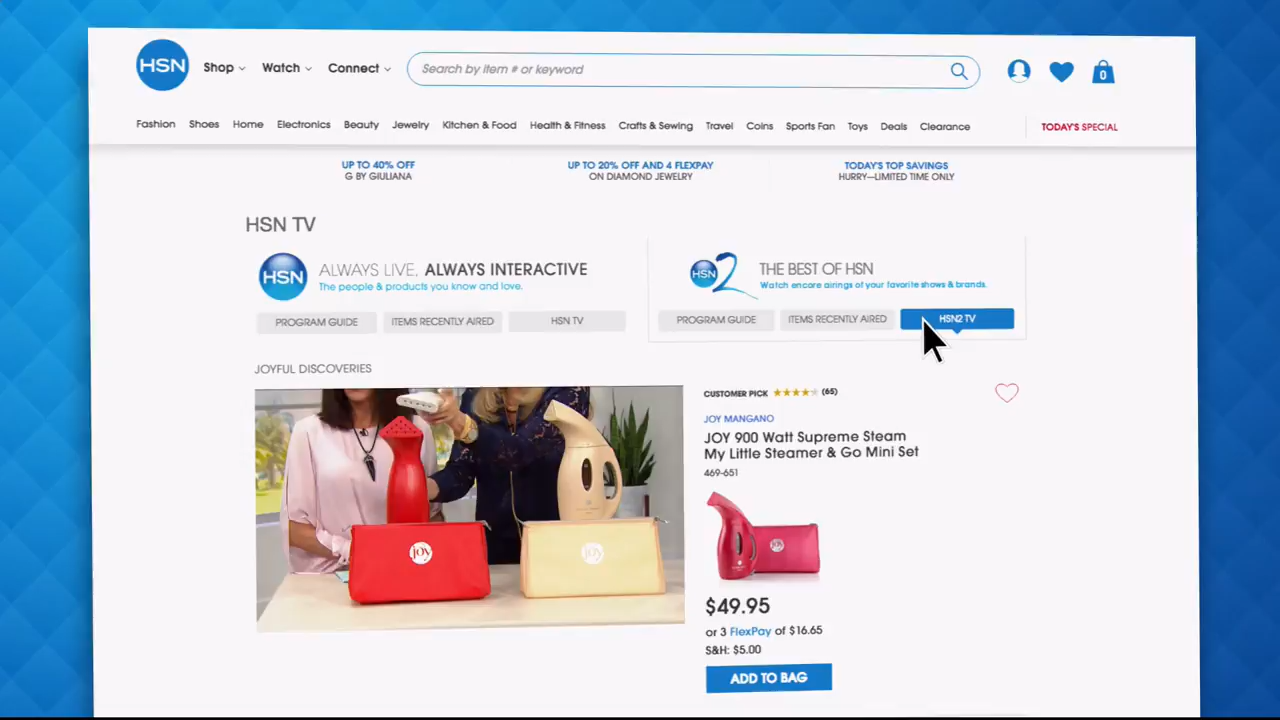 HSN
Shop
Watch
Connect
Search by item # or keyword
0
Fashion
Shoes
Home
Electronics
Beauty
Jewelry
Kitchen & Food
Health & Fitness
Crafts & Sewing
Travel
Coins
Sports Fan
Toys
Deals
Clearance
TODAY'S SPECIAL
UP TO 40% OFF
G BY GIULIANA
UP TO 20% OFF AND 4 FLEXPAY
ON DIAMOND JEWELRY
TODAY'S TOP SAVINGS
HURRY—LIMITED TIME ONLY
HSN TV
HSN
ALWAYS LIVE, ALWAYS INTERACTIVE
The people & products you know and love.
PROGRAM GUIDE
ITEMS RECENTLY AIRED
HSN TV
HSN2
THE BEST OF HSN
Watch encore airings of your favorite shows & brands.
PROGRAM GUIDE
ITEMS RECENTLY AIRED
HSN2 TV
JOYFUL DISCOVERIES
joy
joy
CUSTOMER PICK (65)
JOY MANGANO
JOY 900 Watt Supreme Steam
My Little Steamer & Go Mini Set
469-651
joy
$49.95
or 3 FlexPay of $16.65
S&H: $5.00
ADD TO BAG